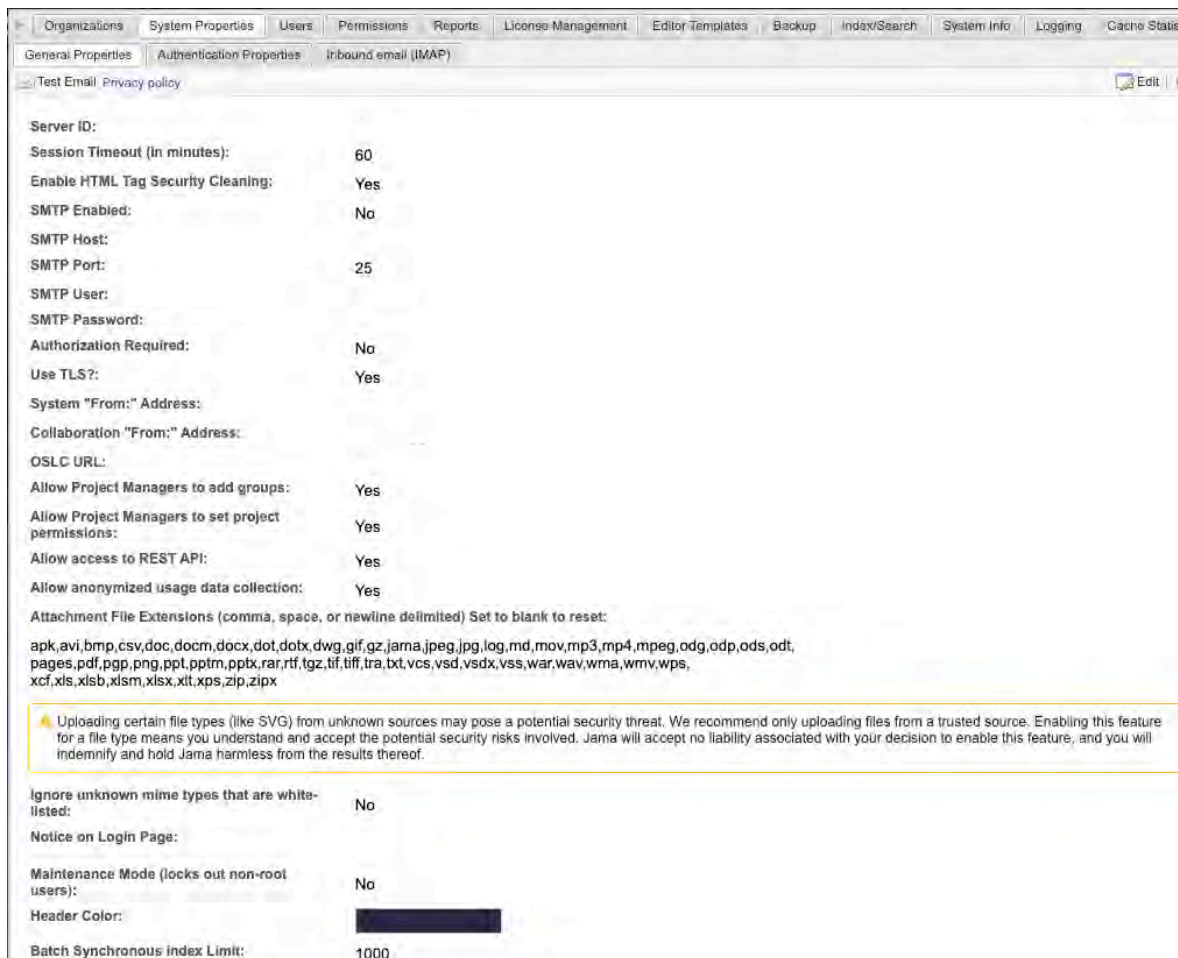 Organizations System Properties Users Permissions Reports License Management Editor Templates Backup Index/Search System Info Logging Cache Statis
General Properties Authentication Properties Inbound email (IMAP)
Test Email Privacy policy Edit
Server ID:
Session Timeout (in minutes): 60
Enable HTML Tag Security Cleaning: Yes
SMTP Enabled: No
SMTP Host:
SMTP Port: 25
SMTP User:
SMTP Password:
Authorization Required: No
Use TLS?: Yes
System "From:" Address:
Collaboration "From:" Address:
OSLC URL:
Allow Project Managers to add groups: Yes
Allow Project Managers to set project
permissions: Yes
Allow access to REST API: Yes
Allow anonymized usage data collection: Yes
Attachment File Extensions (comma, space, or newline delimited) Set to blank to reset:
apk,avi,bmp,csv,doc,docm,docx,dot,dotx,dwg,gif,gz,jama,jpeg,jpg,log,md,mov,mp3,mp4,mpeg,odg,odp,ods,odt,
pages,pdf,pgp,png,ppt,pptm,pptx,rar,rtf,tgz,tif,tiff,tra,txt,vcs,vsd,vsdx,vss,war,wav,wma,wmv,wps,
xcf,xls,xlsb,xlsm,xlsx,xlt,xps,zip,zipx
Uploading certain file types (like SVG) from unknown sources may pose a potential security threat. We recommend only uploading files from a trusted source. Enabling this feature
for a file type means you understand and accept the potential security risks involved. Jama will accept no liability associated with your decision to enable this feature, and you will
indemnify and hold Jama harmless from the results thereof.
Ignore unknown mime types that are white-
listed: No
Notice on Login Page:
Maintenance Mode (locks out non-root
users): No
Header Color:
Batch Synchronous Index Limit: 1000